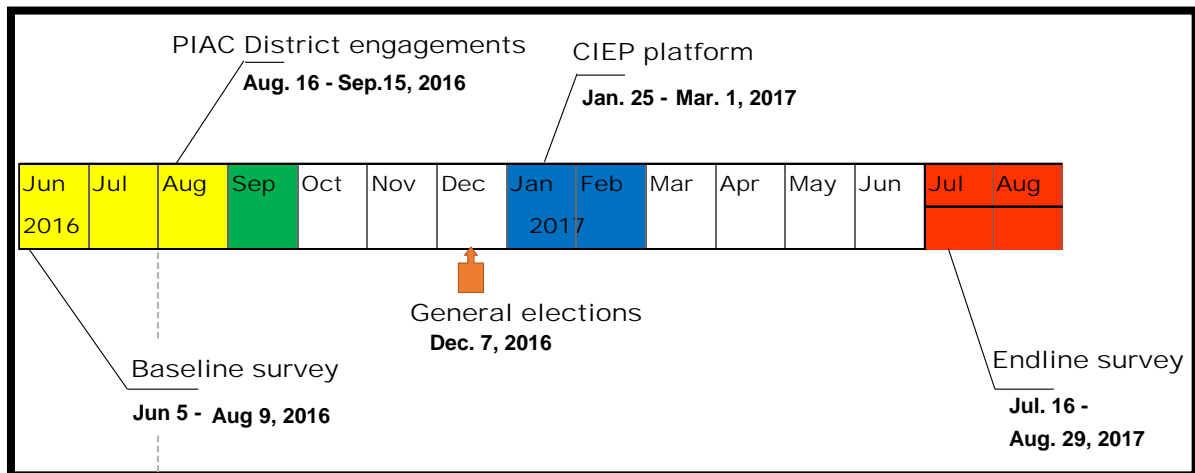 PIAC District engagements
Aug. 16 - Sep.15, 2016
CIEP platform
Jan. 25 - Mar. 1, 2017
Jun Jul Aug Sep Oct Nov Dec Jan Feb Mar Apr May Jun Jul Aug
2016 2017
General elections
Dec. 7, 2016
Baseline survey
Jun 5 - Aug 9, 2016
Endline survey
Jul. 16 -
Aug. 29, 2017